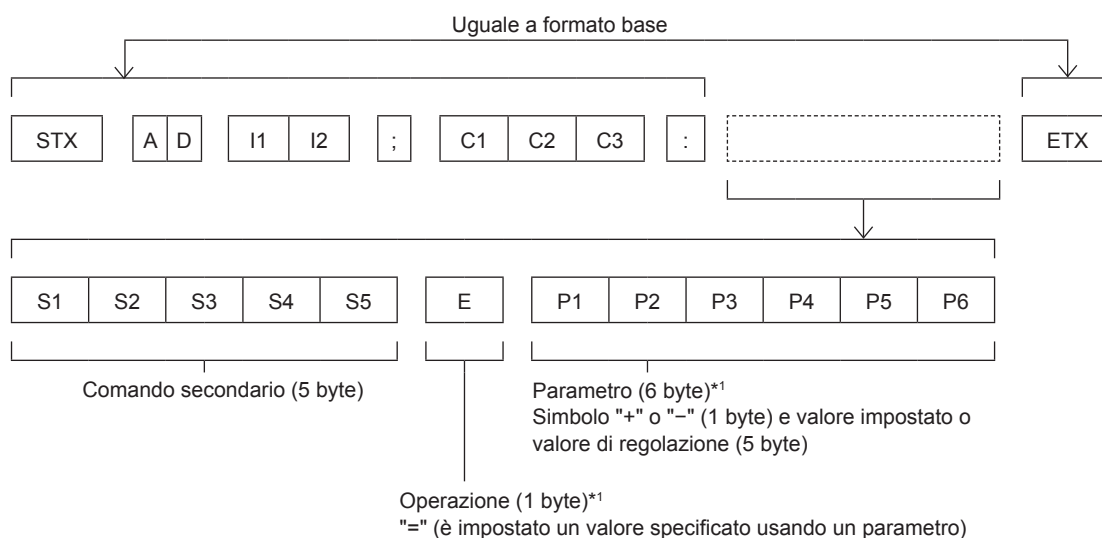 Uguale a formato base
STX A D I1 I2 ; C1 C2 C3 : ETX
S1 S2 S3 S4 S5 E P1 P2 P3 P4 P5 P6
Comando secondario (5 byte)
Parametro (6 byte)*1
Simbolo "+" o "−" (1 byte) e valore impostato o
valore di regolazione (5 byte)
Operazione (1 byte)*1
"=" (è impostato un valore specificato usando un parametro)